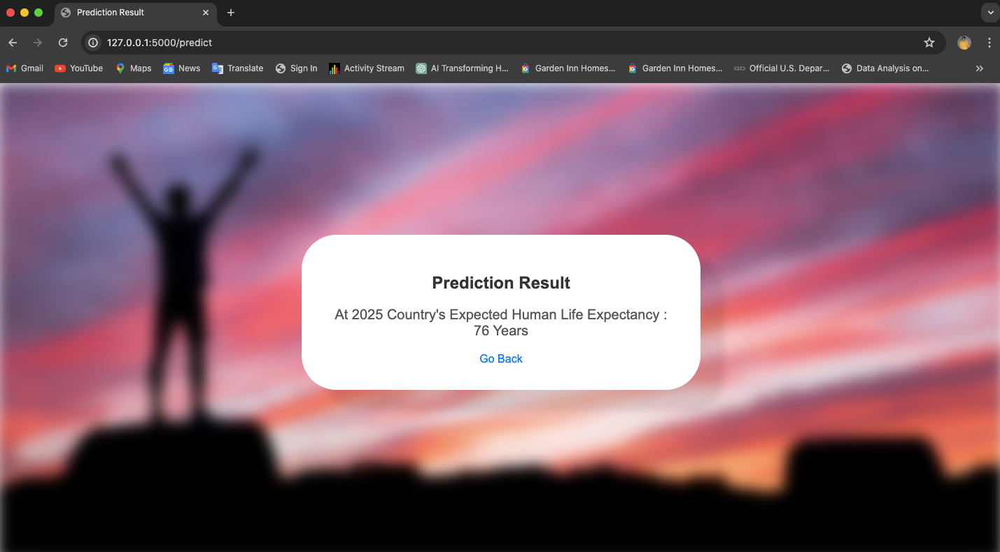 Prediction Result
127.0.0.1:5000/predict
Gmail YouTube Maps News Translate Sign In Activity Stream AI Transforming H... Garden Inn Homes... Garden Inn Homes... Official U.S. Depar... Data Analysis on...
Prediction Result
At 2025 Country's Expected Human Life Expectancy :
76 Years
Go Back